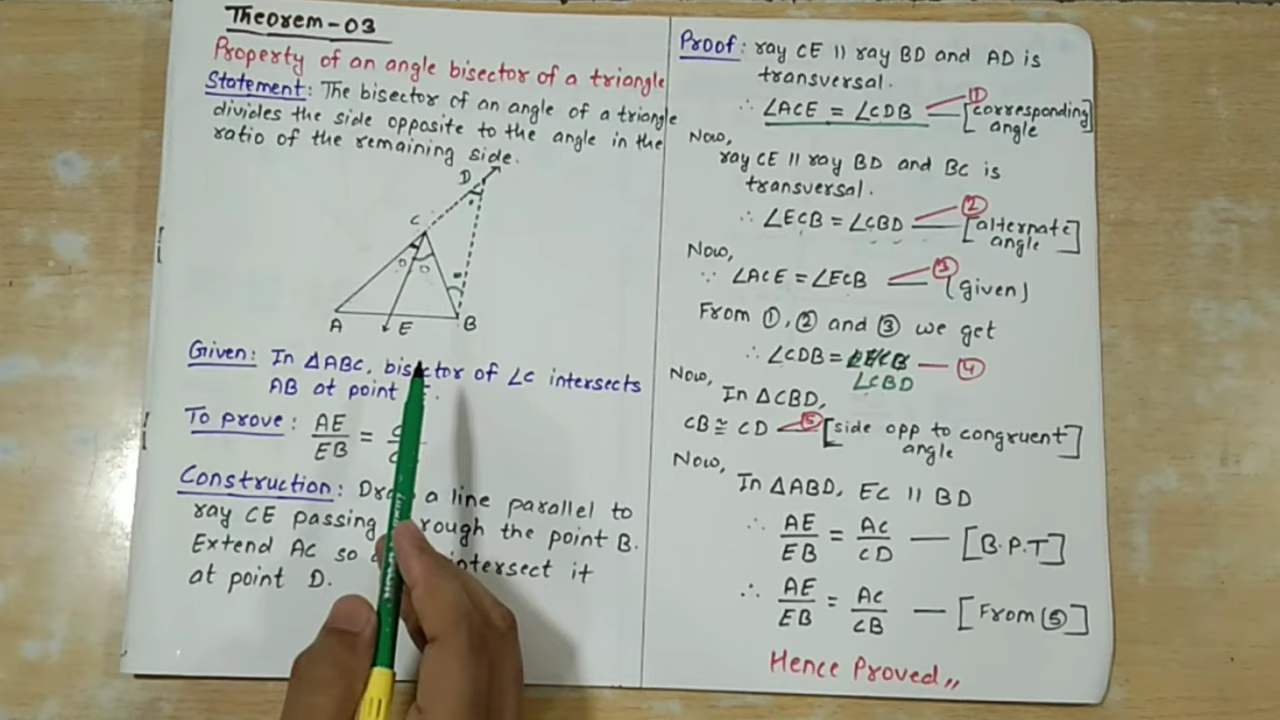 Theorem-03
Property of an angle bisector of a triangle
Statement: The bisector of an angle of a triangle
divides the side opposite to the angle in the
ratio of the remaining side.
D
C
A
E
B
Given: In ΔABC, bisector of ∠C intersects
AB at point
To prove: AE/EB =
Construction: a line parallel to
ray CE passing the point B.
Extend AC so intersect it
at point D.
Proof: ray CE || ray BD and AD is
transversal.
∴ ∠ACE = ∠CDB — ① [corresponding
angle]
Now,
ray CE || ray BD and BC is
transversal.
∴ ∠ECB = ∠CBD — ② [alternate
angle]
Now,
∵ ∠ACE = ∠ECB — ③ (given)
From ①, ② and ③ we get
∴ ∠CDB = — ④
∠CBD
Now,
In ΔCBD,
CB ≅ CD — ⑤ [side opp to congruent
angle]
Now,
In ΔABD, EC || BD
∴ AE/EB = AC/CD — [B.P.T]
∴ AE/EB = AC/CB — [From ⑤]
Hence Proved,,